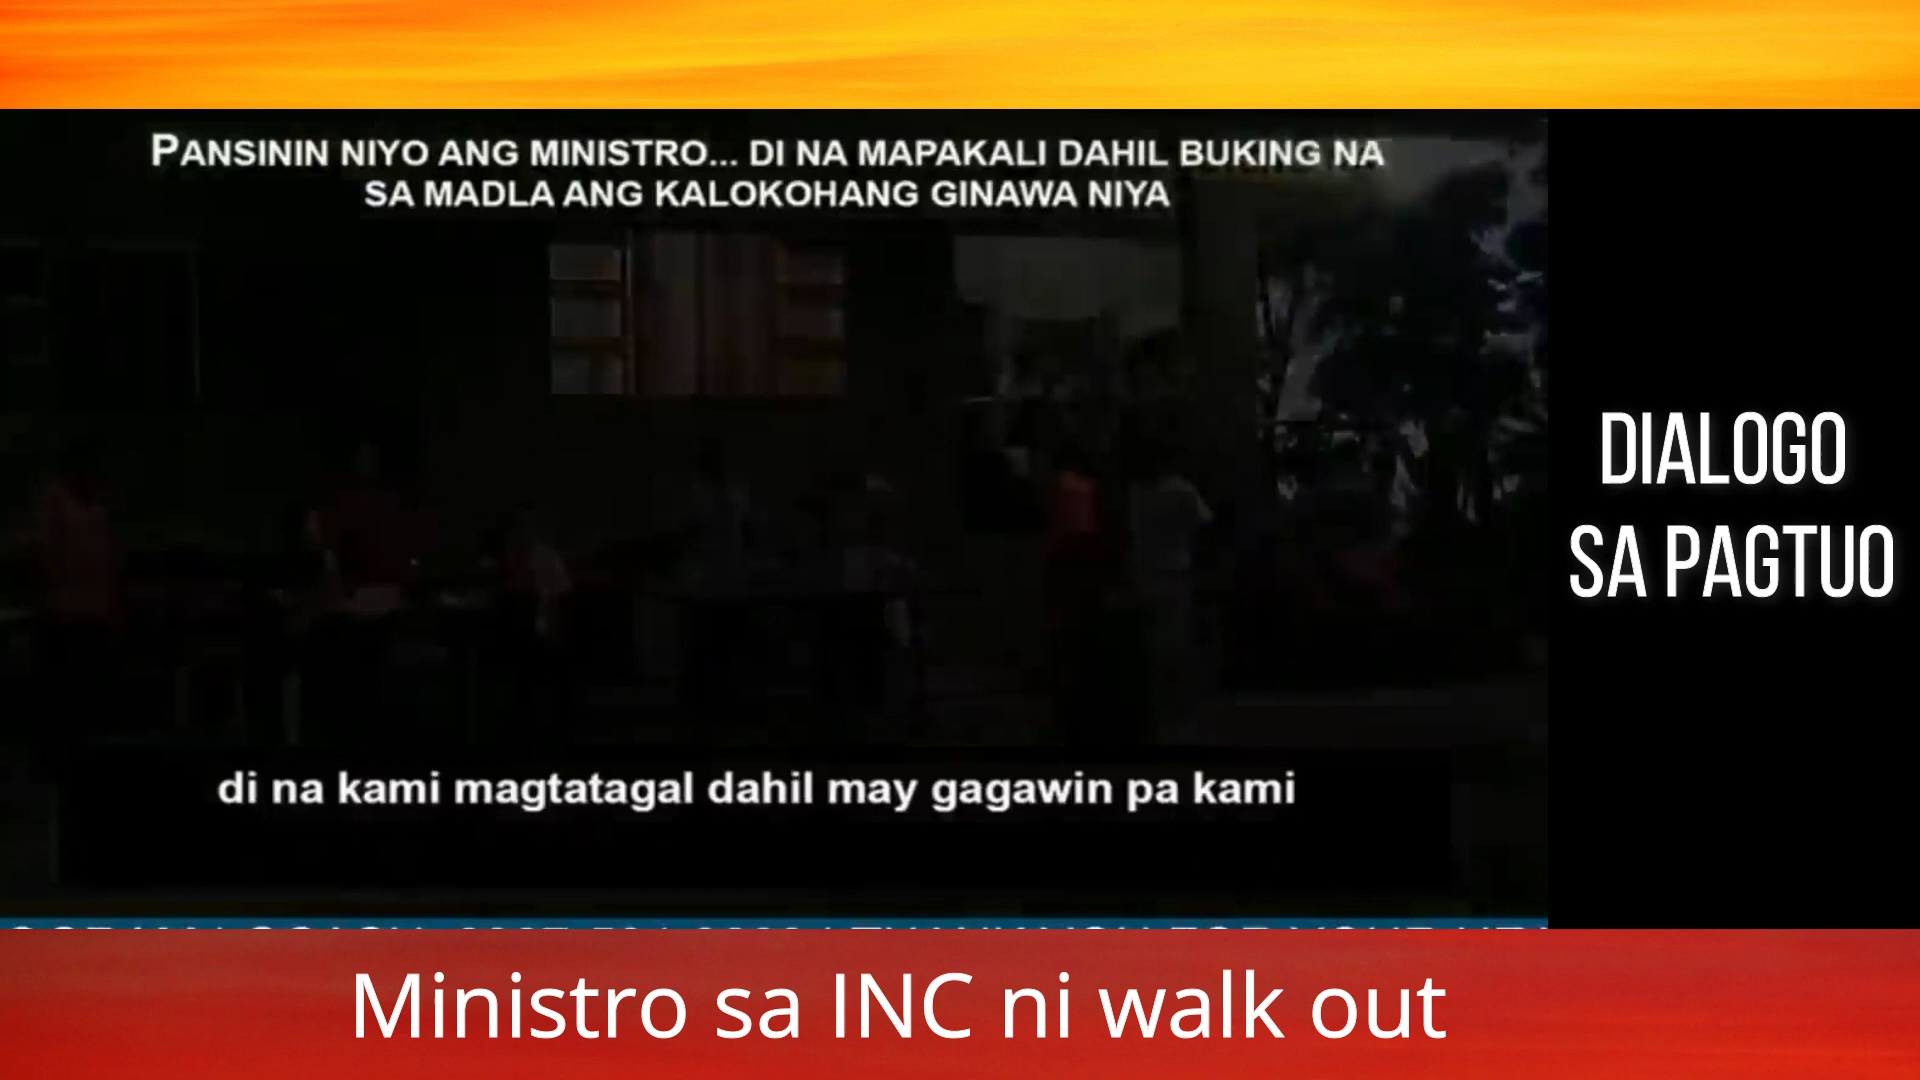 PANSININ NIYO ANG MINISTRO... DI NA MAPAKALI DAHIL BUKING NA
SA MADLA ANG KALOKOHANG GINAWA NIYA
DIALOGO
SA PAGTUO
di na kami magtatagal dahil may gagawin pa kami
Ministro sa INC ni walk out